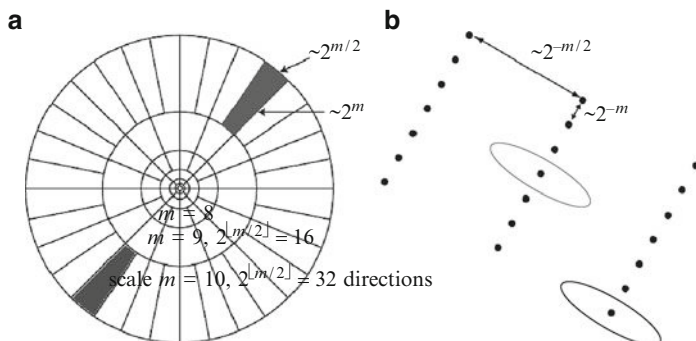 a
~2^{m/2}
~2^m
m = 8
m = 9, 2^{⌊m/2⌋} = 16
scale m = 10, 2^{⌊m/2⌋} = 32 directions
b
~2^{−m/2}
~2^{−m}